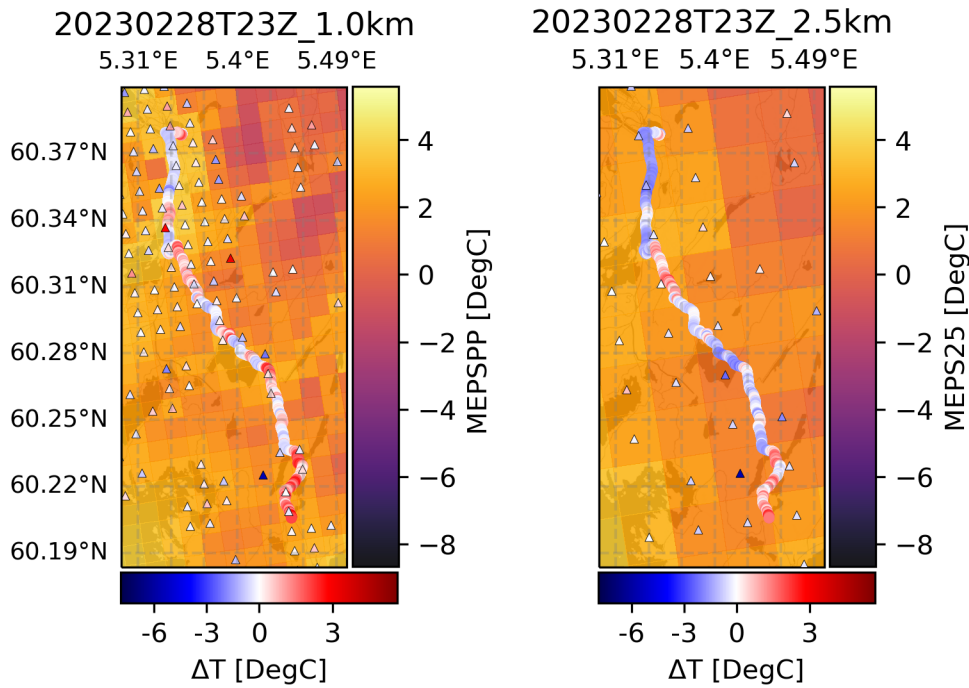 20230228T23Z_1.0km
5.31°E 5.4°E 5.49°E
60.37°N
60.34°N
60.31°N
60.28°N
60.25°N
60.22°N
60.19°N
4
2
0
−2
−4
−6
−8
MEPSPP [DegC]
-6 -3 0 3
ΔT [DegC]
20230228T23Z_2.5km
5.31°E 5.4°E 5.49°E
4
2
0
−2
−4
−6
−8
MEPS25 [DegC]
-6 -3 0 3
ΔT [DegC]